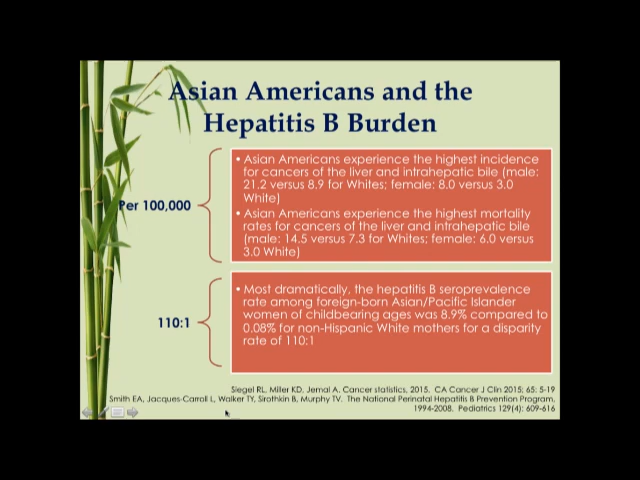 Asian Americans and the
Hepatitis B Burden
Per 100,000
• Asian Americans experience the highest incidence
for cancers of the liver and intrahepatic bile (male:
21.2 versus 8.9 for Whites; female: 8.0 versus 3.0
White)
• Asian Americans experience the highest mortality
rates for cancers of the liver and intrahepatic bile
(male: 14.5 versus 7.3 for Whites; female: 6.0 versus
3.0 White)
110:1
• Most dramatically, the hepatitis B seroprevalence
rate among foreign-born Asian/Pacific Islander
women of childbearing ages was 8.9% compared to
0.08% for non-Hispanic White mothers for a disparity
rate of 110:1
Siegel RL, Miller KD. Jemal A. Cancer statistics, 2015. CA Cancer J Clin 2015; 65: 5-19
Smith EA, Jacques-Carroll L, Walker TY, Sirothkin B, Murphy TV. The National Perinatal Hepatitis B Prevention Program,
1994-2008. Pediatrics 129(4): 609-616